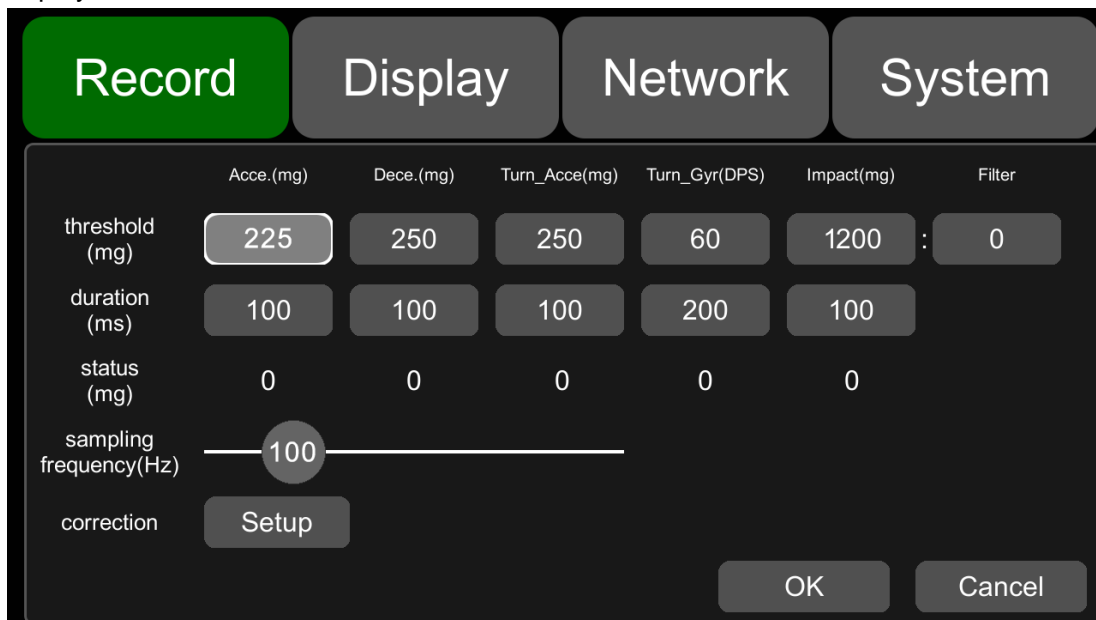 Record Display Network System
Acce.(mg) Dece.(mg) Turn_Acce(mg) Turn_Gyr(DPS) Impact(mg) Filter
threshold
(mg) 225 250 250 60 1200 : 0
duration
(ms) 100 100 100 200 100
status
(mg) 0 0 0 0 0
sampling
frequency(Hz) 100
correction Setup
OK Cancel